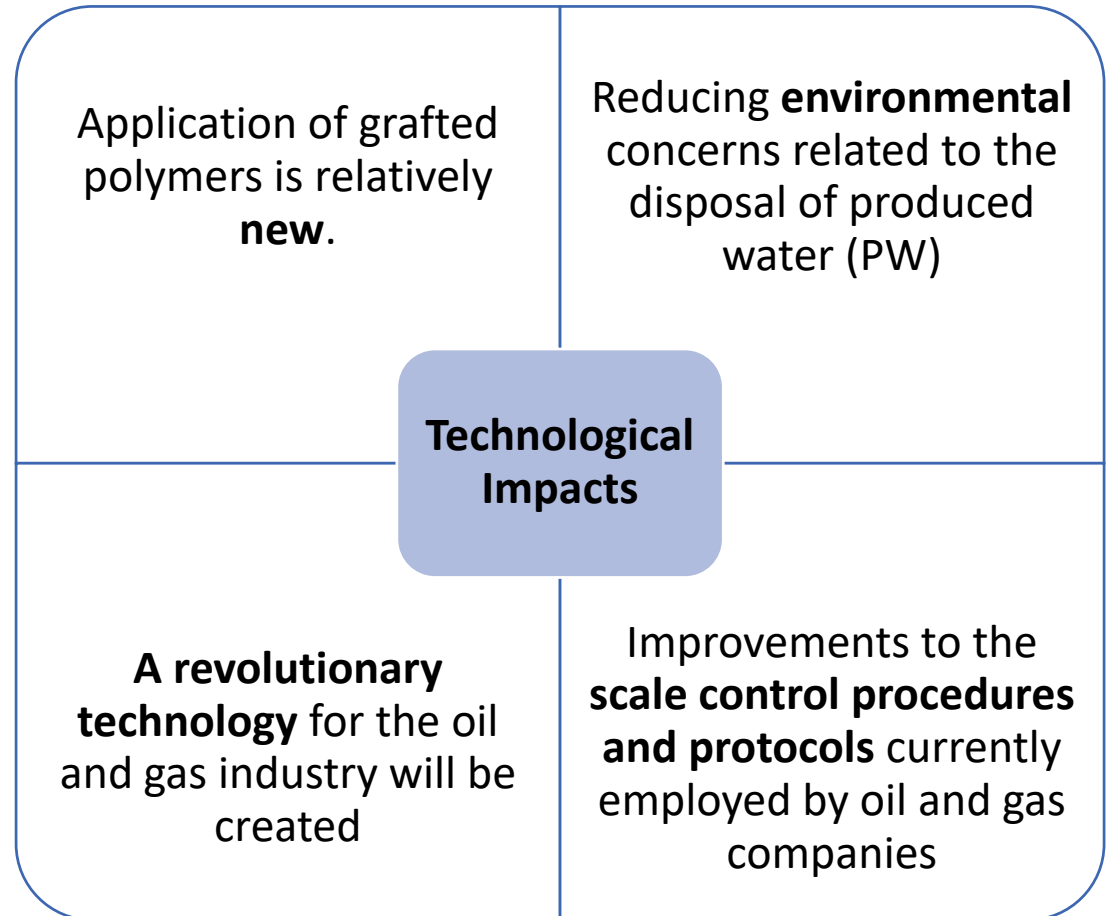 Application of grafted
polymers is relatively
new.
Reducing environmental
concerns related to the
disposal of produced
water (PW)
Technological
Impacts
A revolutionary
technology for the oil
and gas industry will be
created
Improvements to the
scale control procedures
and protocols currently
employed by oil and gas
companies